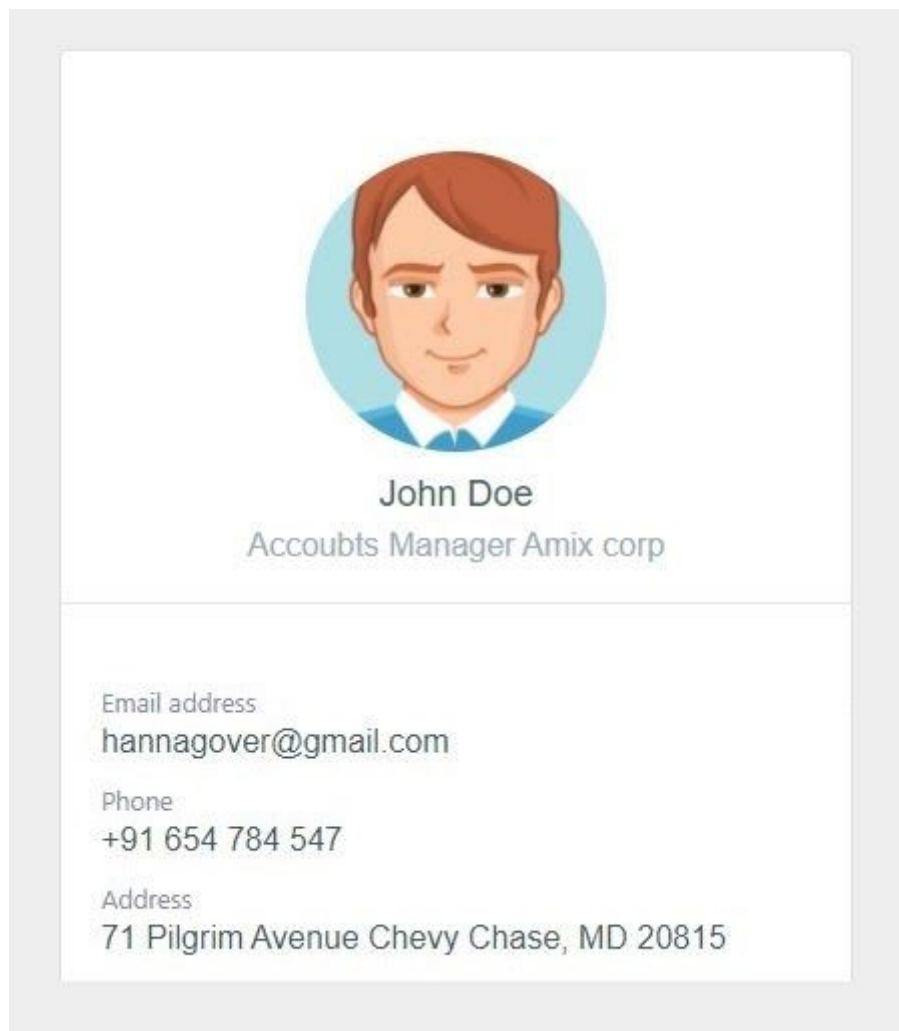 John Doe
Accoubts Manager Amix corp
Email address
hannagover@gmail.com
Phone
+91 654 784 547
Address
71 Pilgrim Avenue Chevy Chase, MD 20815